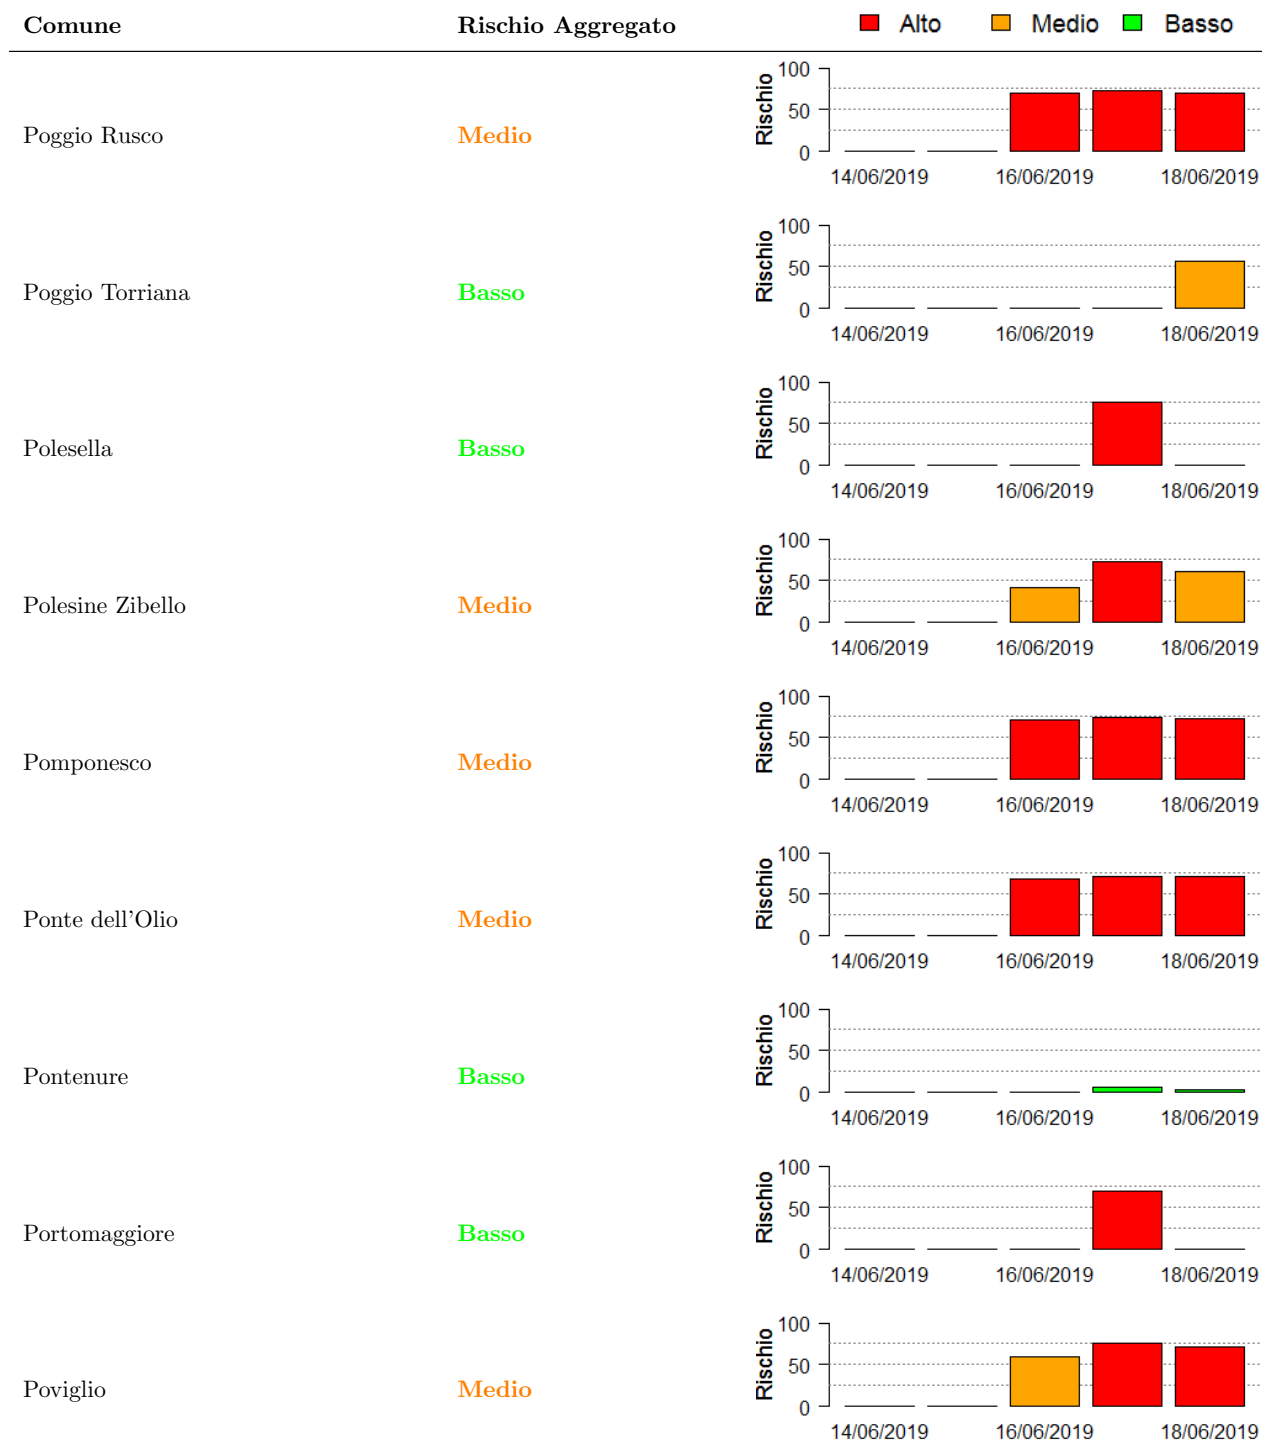 Comune Rischio Aggregato Alto Medio Basso
Poggio Rusco Medio Rischio 100 50 0
14/06/2019 16/06/2019 18/06/2019
Poggio Torriana Basso Rischio 100 50 0
14/06/2019 16/06/2019 18/06/2019
Polesella Basso Rischio 100 50 0
14/06/2019 16/06/2019 18/06/2019
Polesine Zibello Medio Rischio 100 50 0
14/06/2019 16/06/2019 18/06/2019
Pomponesco Medio Rischio 100 50 0
14/06/2019 16/06/2019 18/06/2019
Ponte dell'Olio Medio Rischio 100 50 0
14/06/2019 16/06/2019 18/06/2019
Pontenure Basso Rischio 100 50 0
14/06/2019 16/06/2019 18/06/2019
Portomaggiore Basso Rischio 100 50 0
14/06/2019 16/06/2019 18/06/2019
Poviglio Medio Rischio 100 50 0
14/06/2019 16/06/2019 18/06/2019